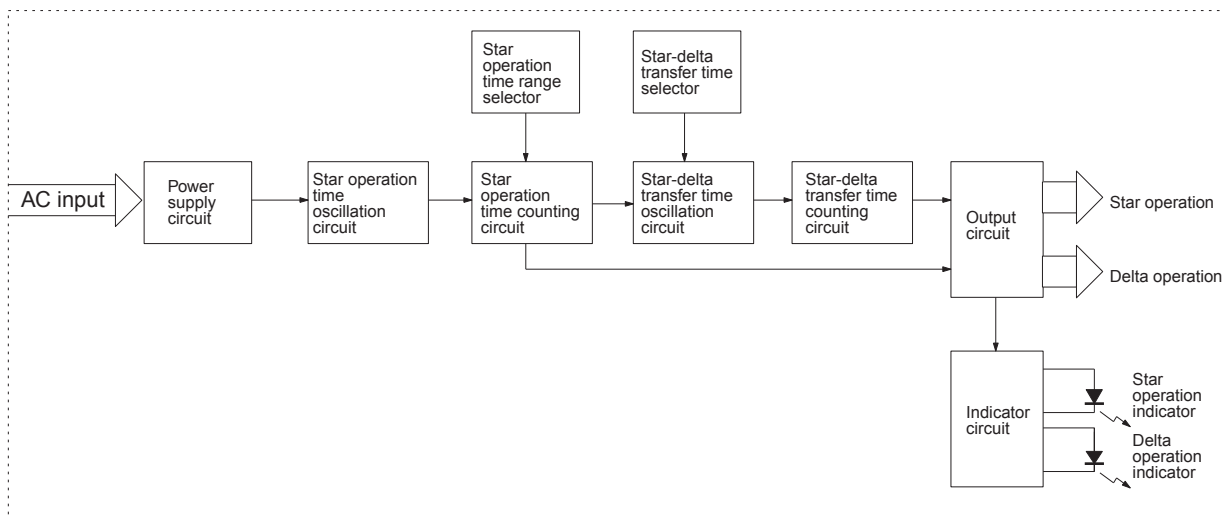 Star
operation
time range
selector
Star-delta
transfer time
selector
AC input
Power
supply
circuit
Star operation
time
oscillation
circuit
Star
operation
time counting
circuit
Star-delta
transfer time
oscillation
circuit
Star-delta
transfer time
counting
circuit
Output
circuit
Star operation
Delta operation
Indicator
circuit
Star
operation
indicator
Delta
operation
indicator